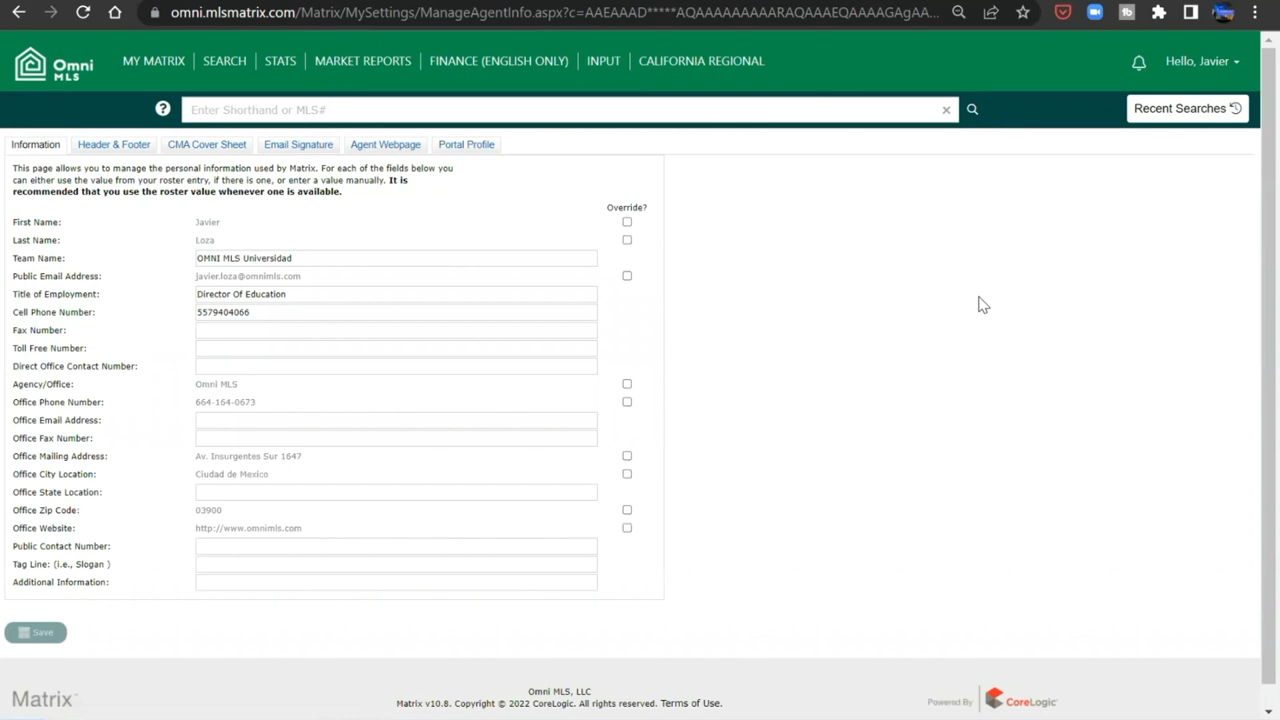 omni.mlsmatrix.com/Matrix/MySettings/ManageAgentInfo.aspx?c=AAEAAAD*****AQAAAAAAAAARAQAAAEQAAAAGAgAA...
Omni MLS
MY MATRIX SEARCH STATS MARKET REPORTS FINANCE (ENGLISH ONLY) INPUT CALIFORNIA REGIONAL Hello, Javier
? Enter Shorthand or MLS# Recent Searches
Information Header & Footer CMA Cover Sheet Email Signature Agent Webpage Portal Profile
This page allows you to manage the personal information used by Matrix. For each of the fields below you
can either use the value from your roster entry, if there is one, or enter a value manually. It is
recommended that you use the roster value whenever one is available.
Override?
First Name: Javier
Last Name: Loza
Team Name: OMNI MLS Universidad
Public Email Address: javier.loza@omnimls.com
Title of Employment: Director Of Education
Cell Phone Number: 5579404066
Fax Number:
Toll Free Number:
Direct Office Contact Number:
Agency/Office: Omni MLS
Office Phone Number: 664-164-0673
Office Email Address:
Office Fax Number:
Office Mailing Address: Av. Insurgentes Sur 1647
Office City Location: Ciudad de Mexico
Office State Location:
Office Zip Code: 03900
Office Website: http://www.omnimls.com
Public Contact Number:
Tag Line: (i.e., Slogan )
Additional Information:
Save
Matrix
Omni MLS, LLC
Matrix v10.8. Copyright © 2022 CoreLogic. All rights reserved. Terms of Use.
Powered By CoreLogic